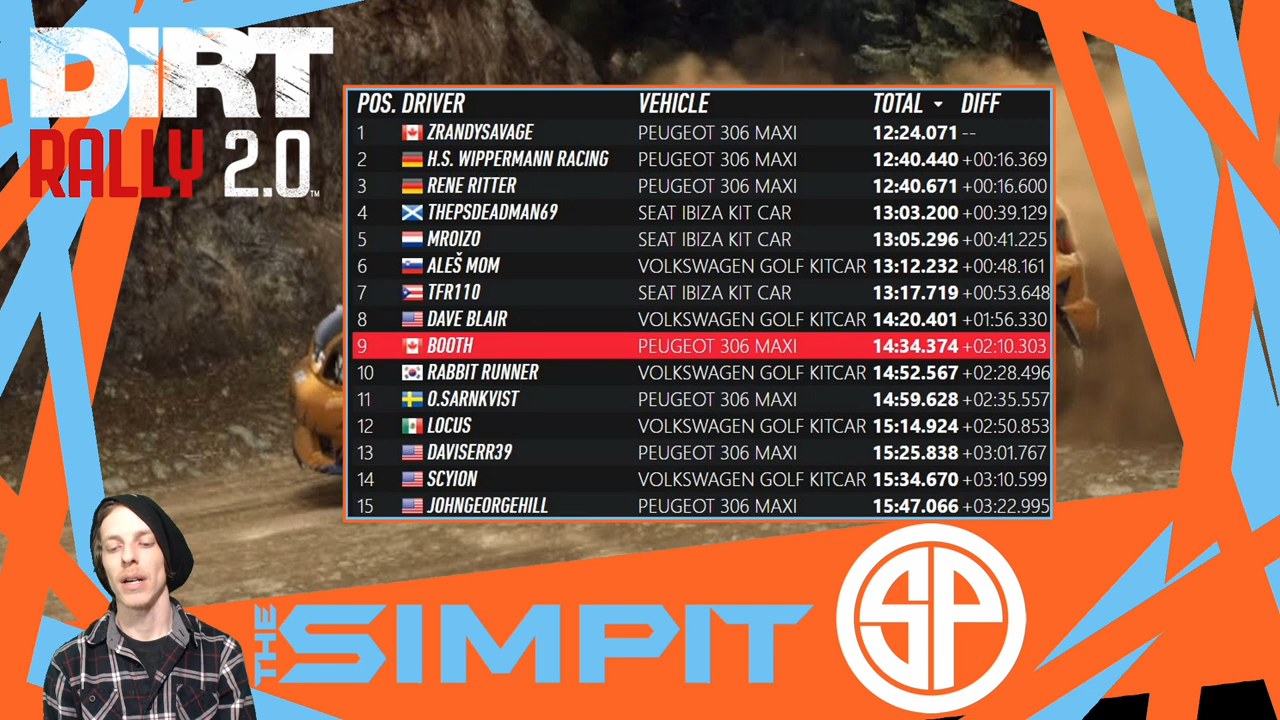 DiRT
RALLY 2.0™
POS. DRIVER VEHICLE TOTAL DIFF
1 ZRANDYSAVAGE PEUGEOT 306 MAXI 12:24.071 --
2 H.S. WIPPERMANN RACING PEUGEOT 306 MAXI 12:40.440 +00:16.369
3 RENE RITTER PEUGEOT 306 MAXI 12:40.671 +00:16.600
4 THEPSDEADMAN69 SEAT IBIZA KIT CAR 13:03.200 +00:39.129
5 MROIZO SEAT IBIZA KIT CAR 13:05.296 +00:41.225
6 ALEŠ MOM VOLKSWAGEN GOLF KITCAR 13:12.232 +00:48.161
7 TFR110 SEAT IBIZA KIT CAR 13:17.719 +00:53.648
8 DAVE BLAIR VOLKSWAGEN GOLF KITCAR 14:20.401 +01:56.330
9 BOOTH PEUGEOT 306 MAXI 14:34.374 +02:10.303
10 RABBIT RUNNER VOLKSWAGEN GOLF KITCAR 14:52.567 +02:28.496
11 O.SARNKVIST PEUGEOT 306 MAXI 14:59.628 +02:35.557
12 LOCUS VOLKSWAGEN GOLF KITCAR 15:14.924 +02:50.853
13 DAVISERR39 PEUGEOT 306 MAXI 15:25.838 +03:01.767
14 SCYION VOLKSWAGEN GOLF KITCAR 15:34.670 +03:10.599
15 JOHNGEORGEHILL PEUGEOT 306 MAXI 15:47.066 +03:22.995
THE SIMPIT
SP